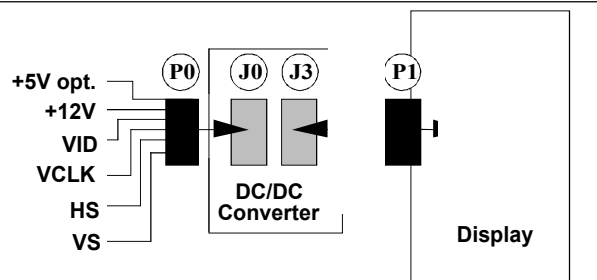 P0 J0 J3 P1
+5V opt.
+12V
VID
VCLK
HS
VS
DC/DC
Converter
Display